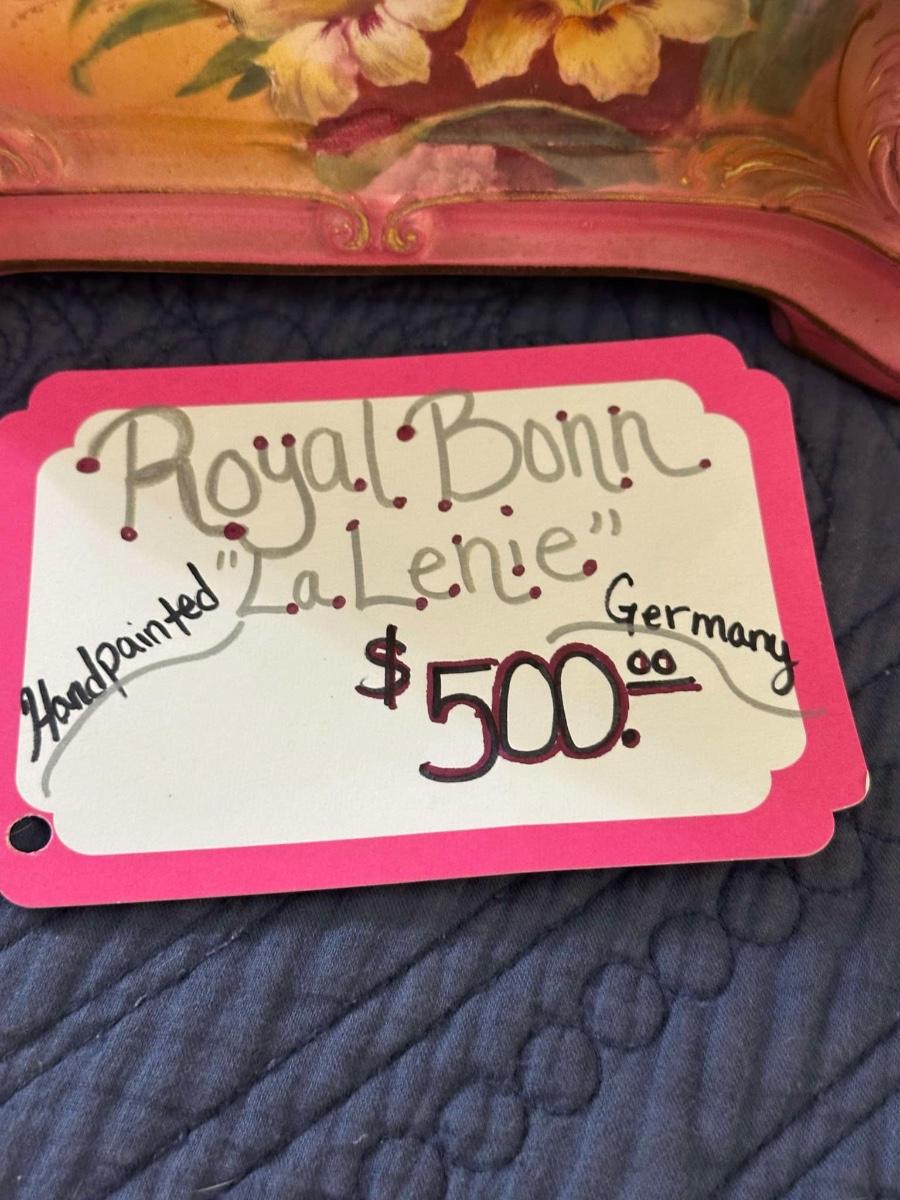 Royal Bonn
"La Lenie"
Handpainted
Germany
$500.00